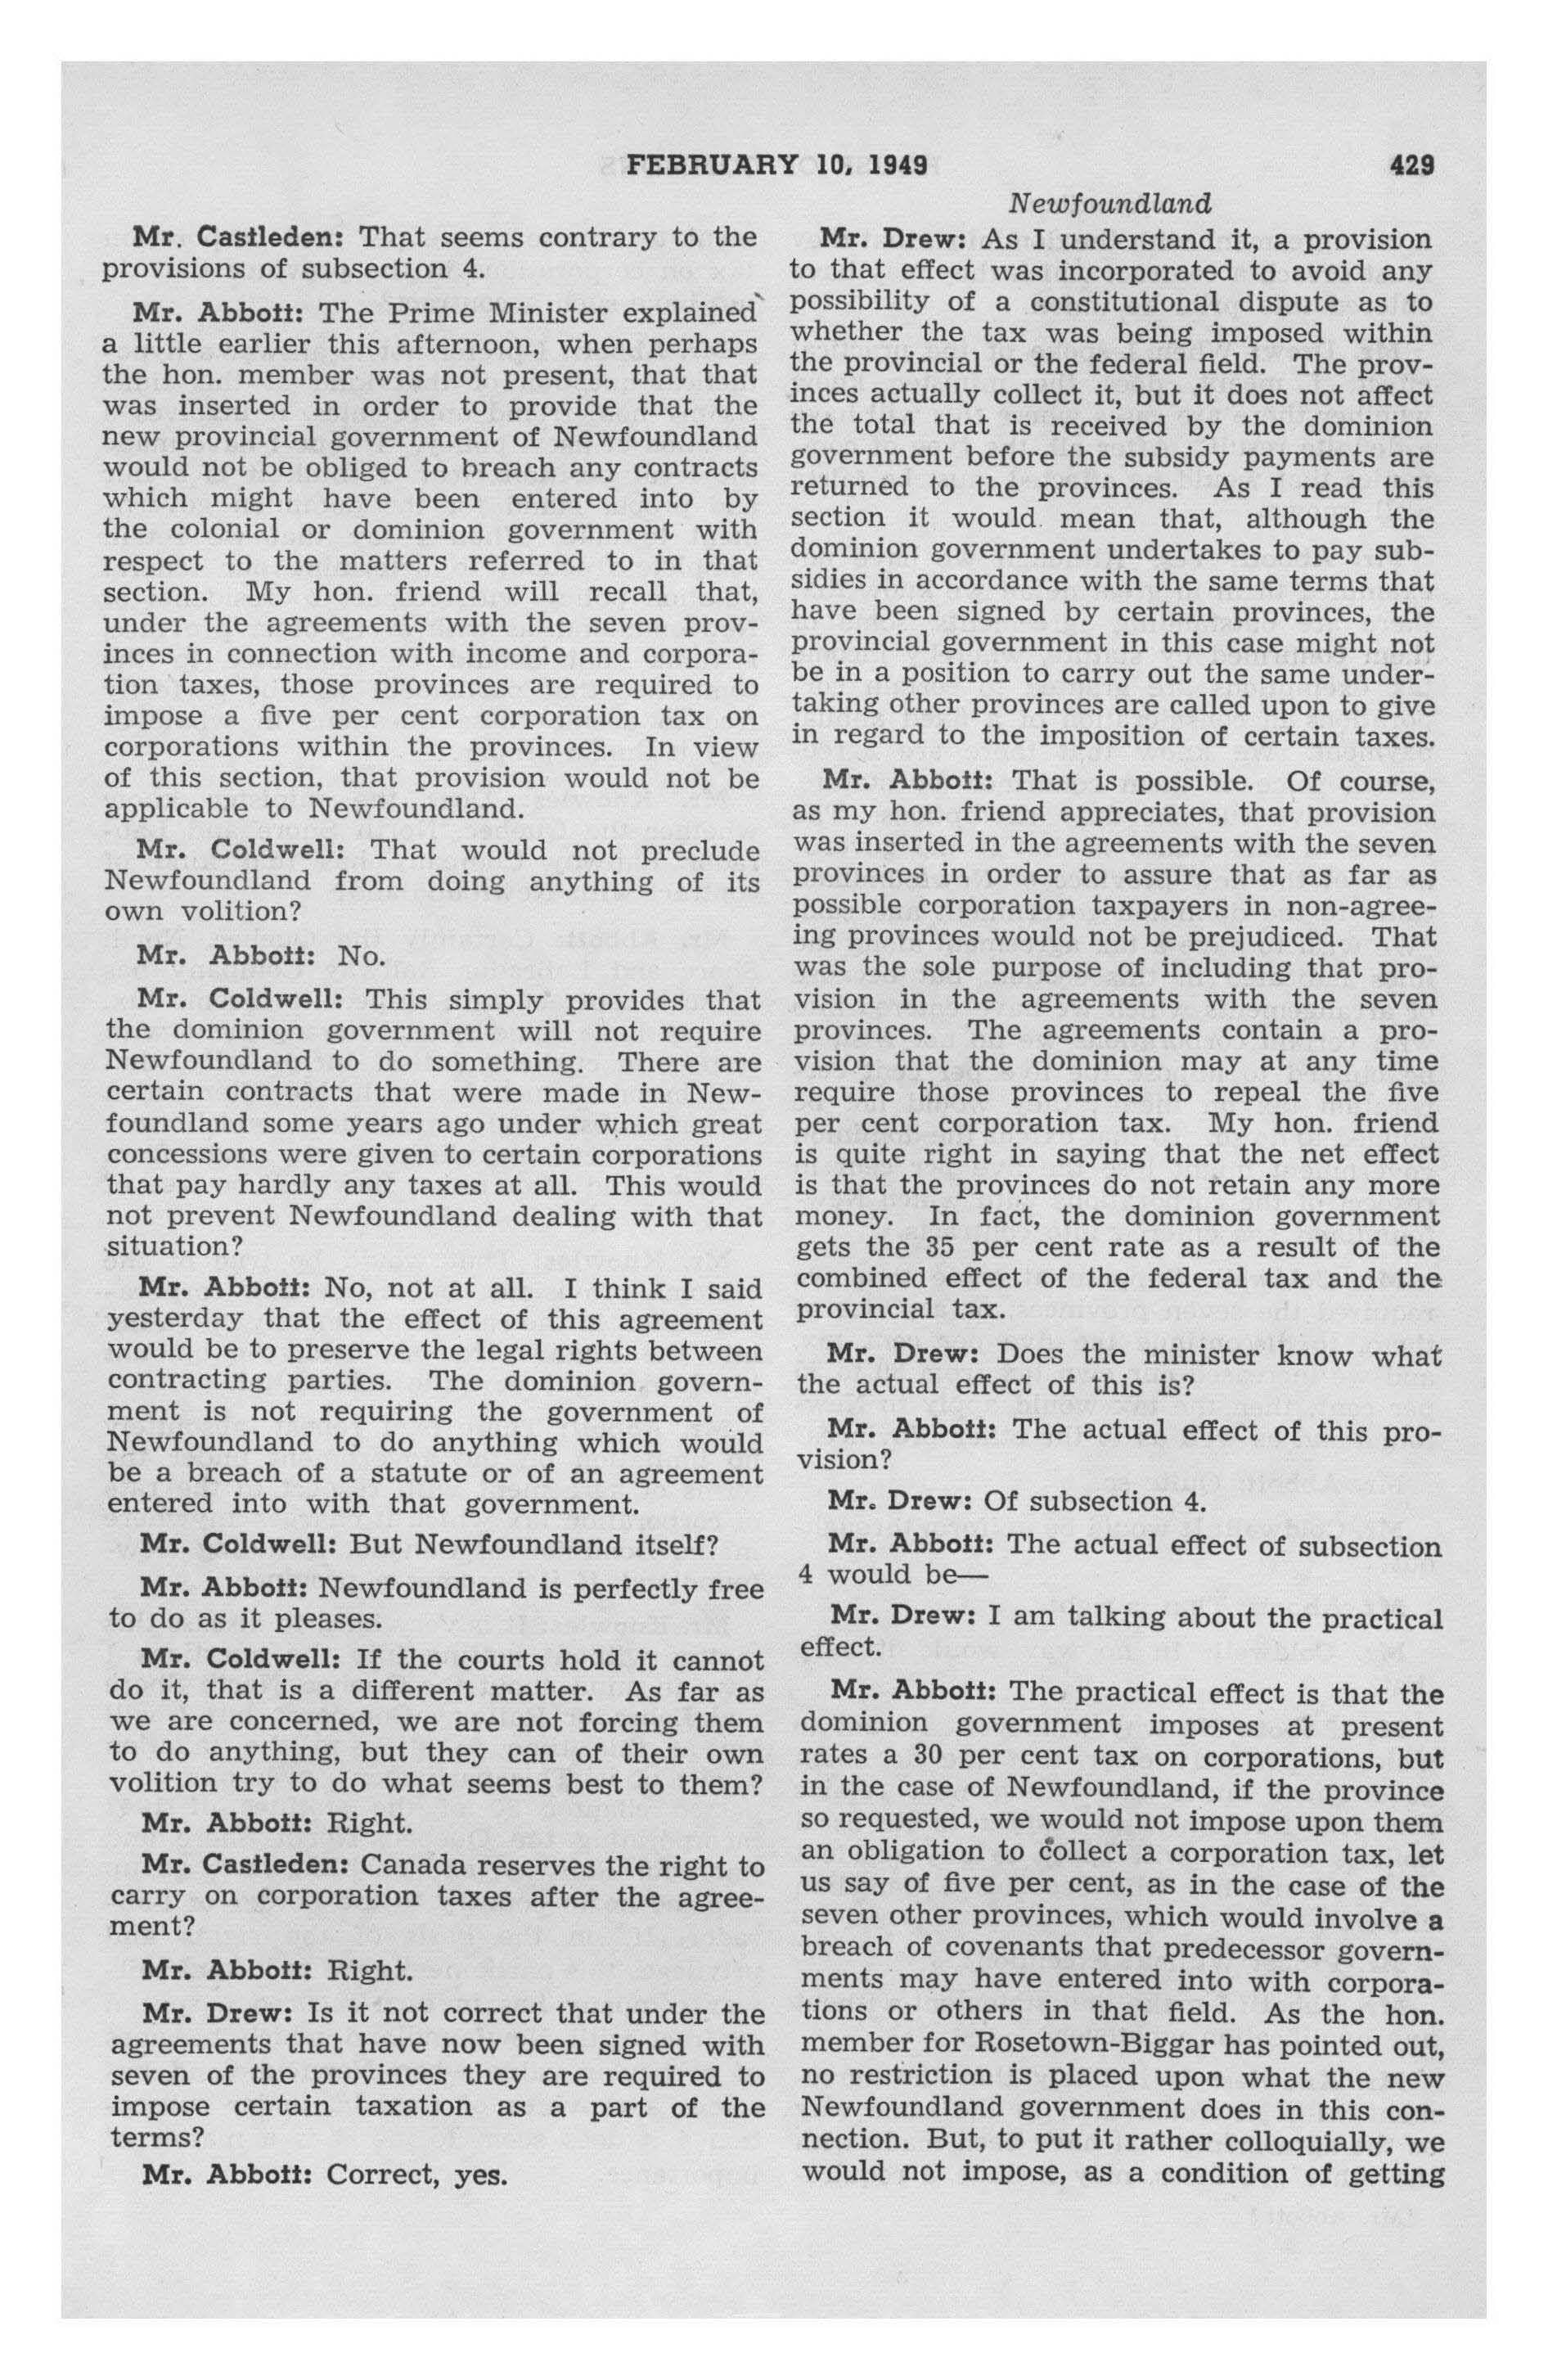 FEBRUARY 10, 1949
429
Newfoundland
Mr. Castleden: That seems contrary to the
provisions of subsection 4.
Mr. Abbott: The Prime Minister explained
a little earlier this afternoon, when perhaps
the hon. member was not present, that that
was inserted in order to provide that the
new provincial government of Newfoundland
would not be obliged to breach any contracts
which might have been entered into by
the colonial or dominion government with
respect to the matters referred to in that
section. My hon. friend will recall that,
under the agreements with the seven prov-
inces in connection with income and corpora-
tion taxes, those provinces are required to
impose a five per cent corporation tax on
corporations within the provinces. In view
of this section, that provision would not be
applicable to Newfoundland.
Mr. Coldwell: That would not preclude
Newfoundland from doing anything of its
own volition?
Mr. Abbott: No.
Mr. Coldwell: This simply provides that
the dominion government will not require
Newfoundland to do something. There are
certain contracts that were made in New-
foundland some years ago under which great
concessions were given to certain corporations
that pay hardly any taxes at all. This would
not prevent Newfoundland dealing with that
situation?
Mr. Abbott: No, not at all. I think I said
yesterday that the effect of this agreement
would be to preserve the legal rights between
contracting parties. The dominion govern-
ment is not requiring the government of
Newfoundland to do anything which would
be a breach of a statute or of an agreement
entered into with that government.
Mr. Coldwell: But Newfoundland itself?
Mr. Abbott: Newfoundland is perfectly free
to do as it pleases.
Mr. Coldwell: If the courts hold it cannot
do it, that is a different matter. As far as
we are concerned, we are not forcing them
to do anything, but they can of their own
volition try to do what seems best to them?
Mr. Abbott: Right.
Mr. Castleden: Canada reserves the right to
carry on corporation taxes after the agree-
ment?
Mr. Abbott: Right.
Mr. Drew: Is it not correct that under the
agreements that have now been signed with
seven of the provinces they are required to
impose certain taxation as a part of the
terms?
Mr. Abbott: Correct, yes.
Mr. Drew: As I understand it, a provision
to that effect was incorporated to avoid any
possibility of a constitutional dispute as to
whether the tax was being imposed within
the provincial or the federal field. The prov-
inces actually collect it, but it does not affect
the total that is received by the dominion
government before the subsidy payments are
returned to the provinces. As I read this
section it would mean that, although the
dominion government undertakes to pay sub-
sidies in accordance with the same terms that
have been signed by certain provinces, the
provincial government in this case might not
be in a position to carry out the same under-
taking other provinces are called upon to give
in regard to the imposition of certain taxes.
Mr. Abbott: That is possible. Of course,
as my hon. friend appreciates, that provision
was inserted in the agreements with the seven
provinces in order to assure that as far as
possible corporation taxpayers in non-agree-
ing provinces would not be prejudiced. That
was the sole purpose of including that pro-
vision in the agreements with the seven
provinces. The agreements contain a pro-
vision that the dominion may at any time
require those provinces to repeal the five
per cent corporation tax. My hon. friend
is quite right in saying that the net effect
is that the provinces do not retain any more
money. In fact, the dominion government
gets the 35 per cent rate as a result of the
combined effect of the federal tax and the
provincial tax.
Mr. Drew: Does the minister know what
the actual effect of this is?
Mr. Abbott: The actual effect of this pro-
vision?
Mr. Drew: Of subsection 4.
Mr. Abbott: The actual effect of subsection
4 would be—
Mr. Drew: I am talking about the practical
effect.
Mr. Abbott: The practical effect is that the
dominion government imposes at present
rates a 30 per cent tax on corporations, but
in the case of Newfoundland, if the province
so requested, we would not impose upon them
an obligation to collect a corporation tax, let
us say of five per cent, as in the case of the
seven other provinces, which would involve a
breach of covenants that predecessor govern-
ments may have entered into with corpora-
tions or others in that field. As the hon.
member for Rosetown-Biggar has pointed out,
no restriction is placed upon what the new
Newfoundland government does in this con-
nection. But, to put it rather colloquially, we
would not impose, as a condition of getting